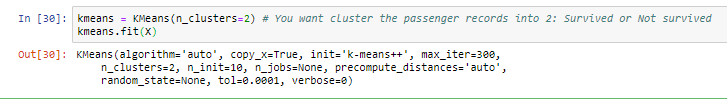 In [30]: kmeans = KMeans(n_clusters=2) # You want cluster the passenger records into 2: Survived or Not survived
kmeans.fit(X)
Out[30]: KMeans(algorithm='auto', copy_x=True, init='k-means++', max_iter=300,
n_clusters=2, n_init=10, n_jobs=None, precompute_distances='auto',
random_state=None, tol=0.0001, verbose=0)